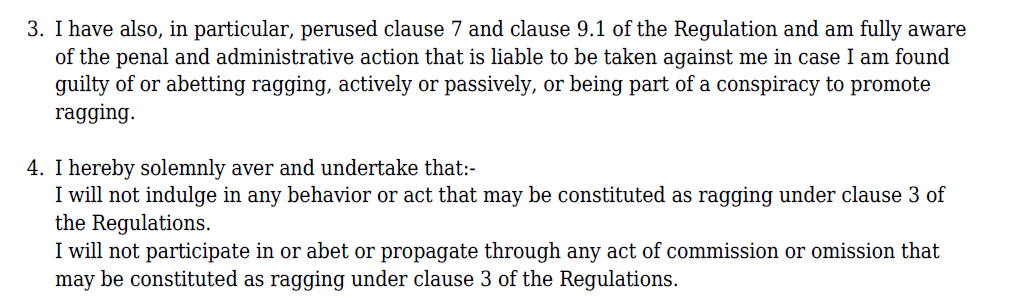 3. I have also, in particular, perused clause 7 and clause 9.1 of the Regulation and am fully aware
of the penal and administrative action that is liable to be taken against me in case I am found
guilty of or abetting ragging, actively or passively, or being part of a conspiracy to promote
ragging.
4. I hereby solemnly aver and undertake that:-
I will not indulge in any behavior or act that may be constituted as ragging under clause 3 of
the Regulations.
I will not participate in or abet or propagate through any act of commission or omission that
may be constituted as ragging under clause 3 of the Regulations.